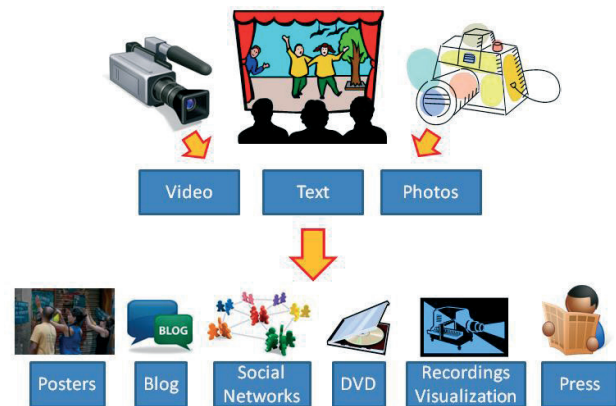 Video
Text
Photos
BLOG
Posters
Blog
Social
Networks
DVD
Recordings
Visualization
Press